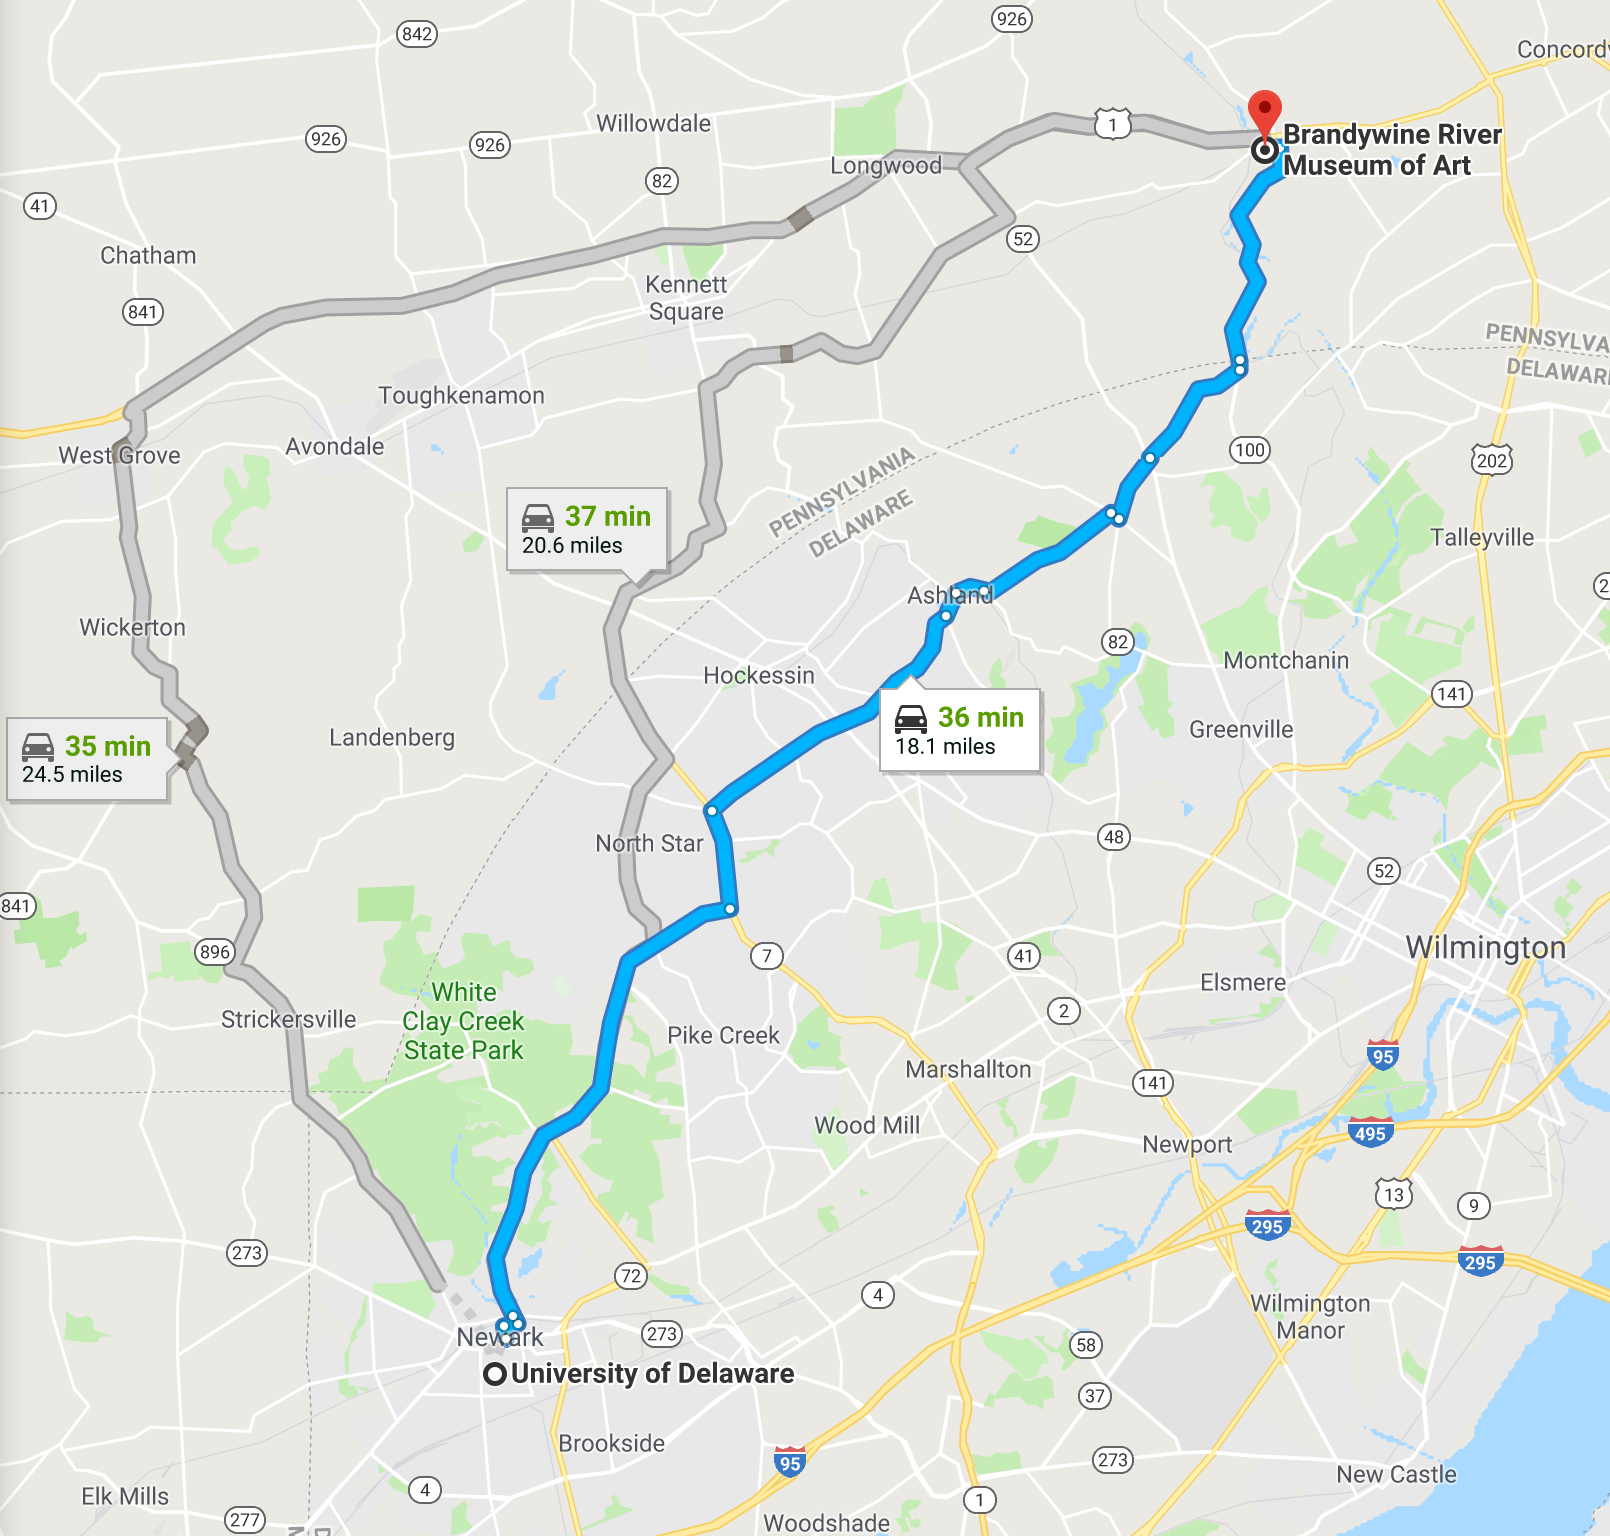 926
842
Concordv
Willowdale
1
926
926
Brandywine River
Museum of Art
Longwood
82
41
52
Chatham
Kennett
Square
841
PENNSYLVA
DELAWARE
Toughkenamon
Avondale
West Grove
100
202
PENNSYLVANIA
DELAWARE
37 min
20.6 miles
Talleyville
2
Ashland
Wickerton
82
Hockessin
Montchanin
141
36 min
18.1 miles
Greenville
Landenberg
35 min
24.5 miles
North Star
48
52
841
896
7
41
Wilmington
Elsmere
White
Clay Creek
State Park
2
Strickersville
Pike Creek
95
Marshallton
141
Wood Mill
495
Newport
13
9
295
273
295
72
4
Wilmington
Manor
Newark
273
58
University of Delaware
37
Brookside
95
273
New Castle
Elk Mills
4
1
277
Woodshade